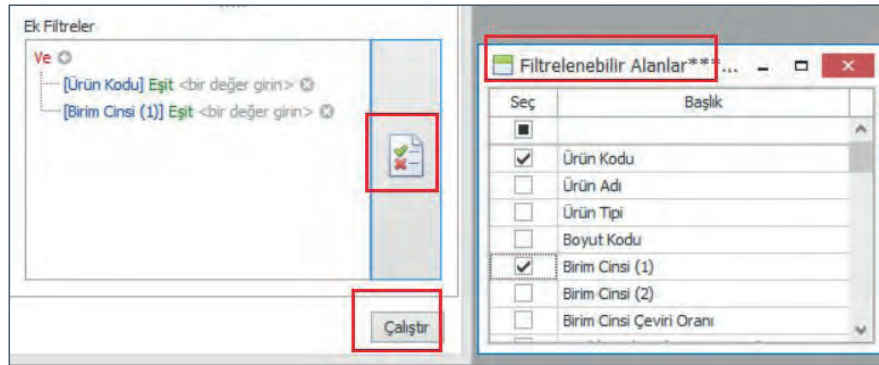 Ek Filtreler
Ve
[Ürün Kodu] Eşit <bir değer girin>
[Birim Cinsi (1)] Eşit <bir değer girin>
Çalıştır
Filtrelenebilir Alanlar***...
Seç Başlık
Ürün Kodu
Ürün Adı
Ürün Tipi
Boyut Kodu
Birim Cinsi (1)
Birim Cinsi (2)
Birim Cinsi Çeviri Oranı